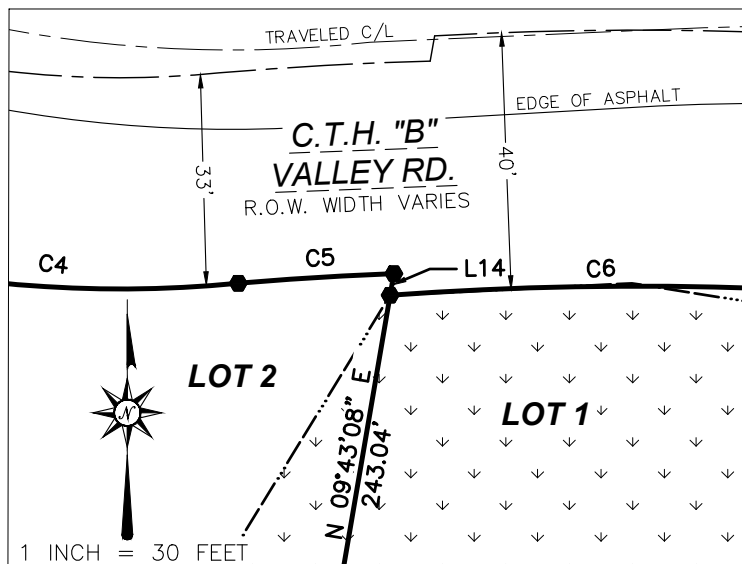 TRAVELED C/L
EDGE OF ASPHALT
C.T.H. "B"
VALLEY RD.
R.O.W. WIDTH VARIES
33'
40'
C4
C5
L14
C6
LOT 2
LOT 1
N 09°43'08" E
243.04'
N
1 INCH = 30 FEET